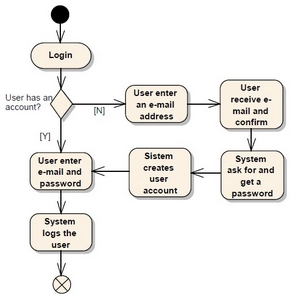 Login
User has an
account?
[N]
[Y]
User enter
an e-mail
address
User
receive e-
mail and
confirm
System
ask for and
get a
password
Sistem
creates
user
account
User enter
e-mail and
password
System
logs the
user